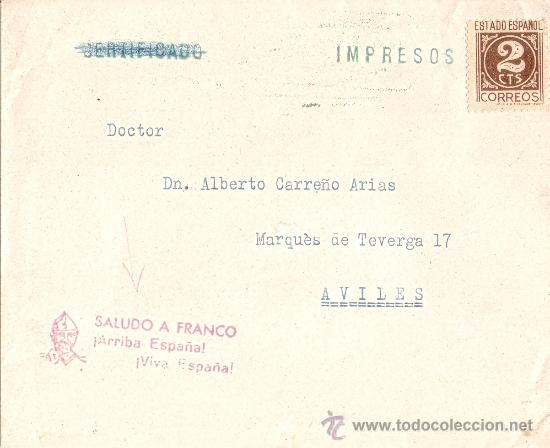 CERTIFICADO
IMPRESOS
ESTADO ESPAÑOL
2
CTS
CORREOS
Doctor
Dn. Alberto Carreño Arias
Marquès de Teverga 17
AVILES
SALUDO A FRANCO
¡Arriba España!
¡Viva España!
www.todocoleccion.net